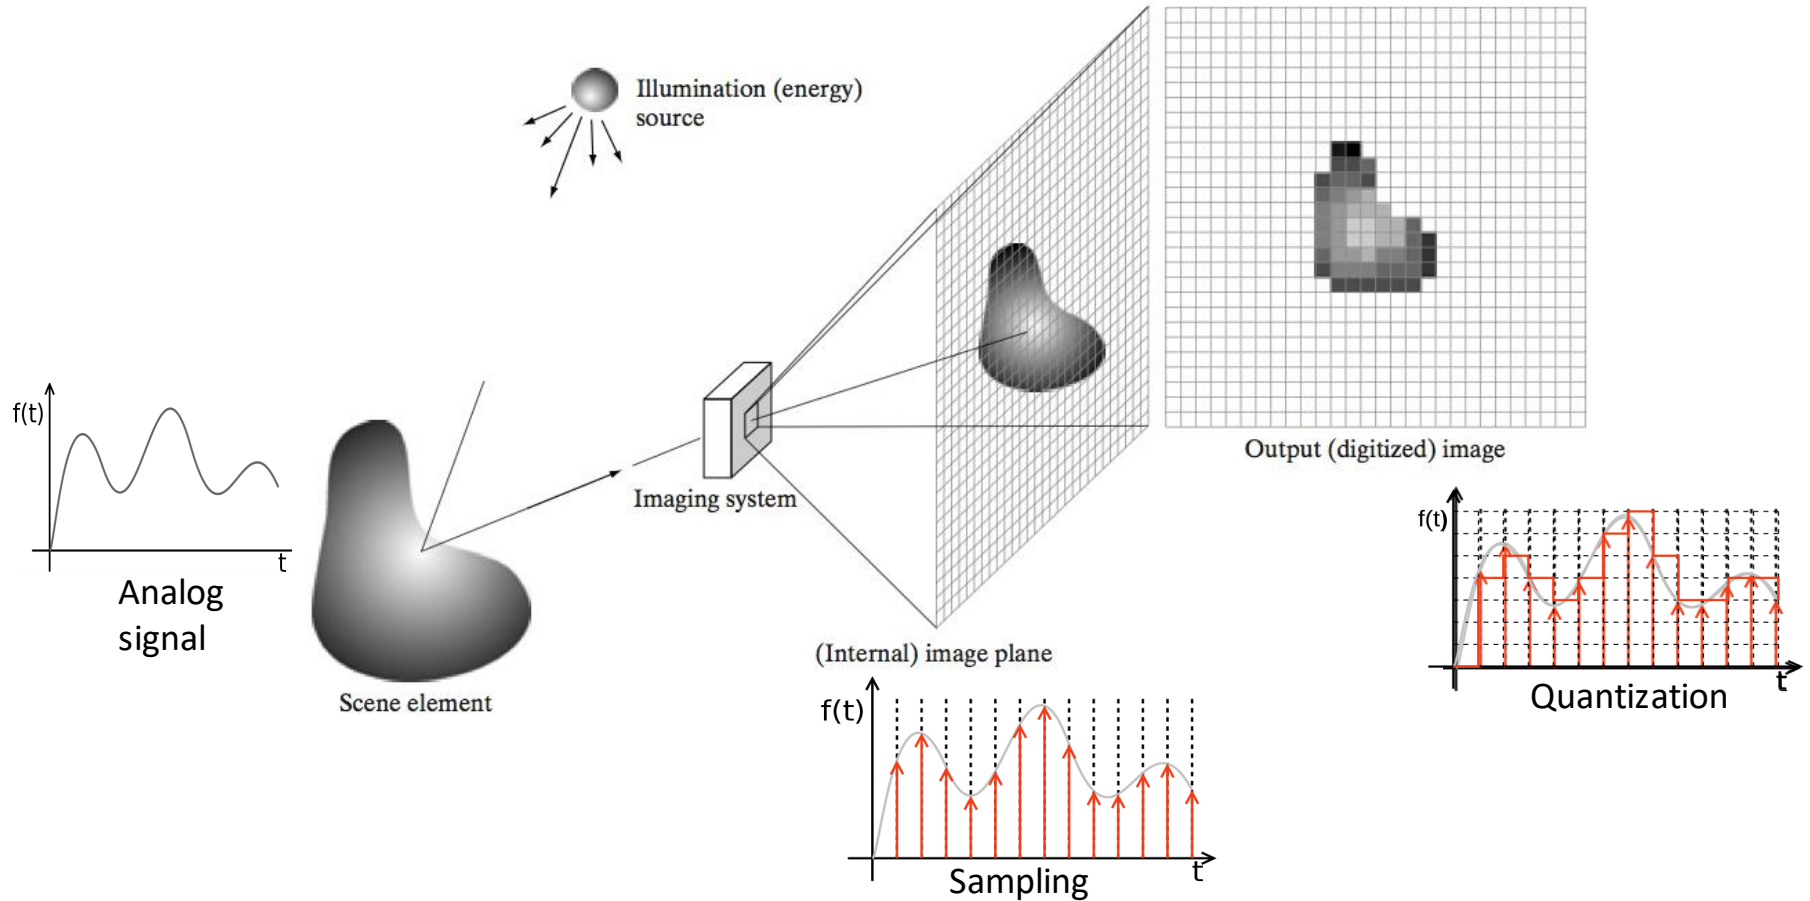 Illumination (energy)
source
f(t)
t
Analog
signal
Scene element
Imaging system
(Internal) image plane
f(t)
t
Sampling
Output (digitized) image
f(t)
t
Quantization